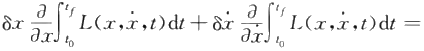 δx ∂/∂x ∫_{t_0}^{t_f} L(x, ẋ, t)dt + δẋ ∂/∂ẋ ∫_{t_0}^{t_f} L(x, ẋ, t)dt =